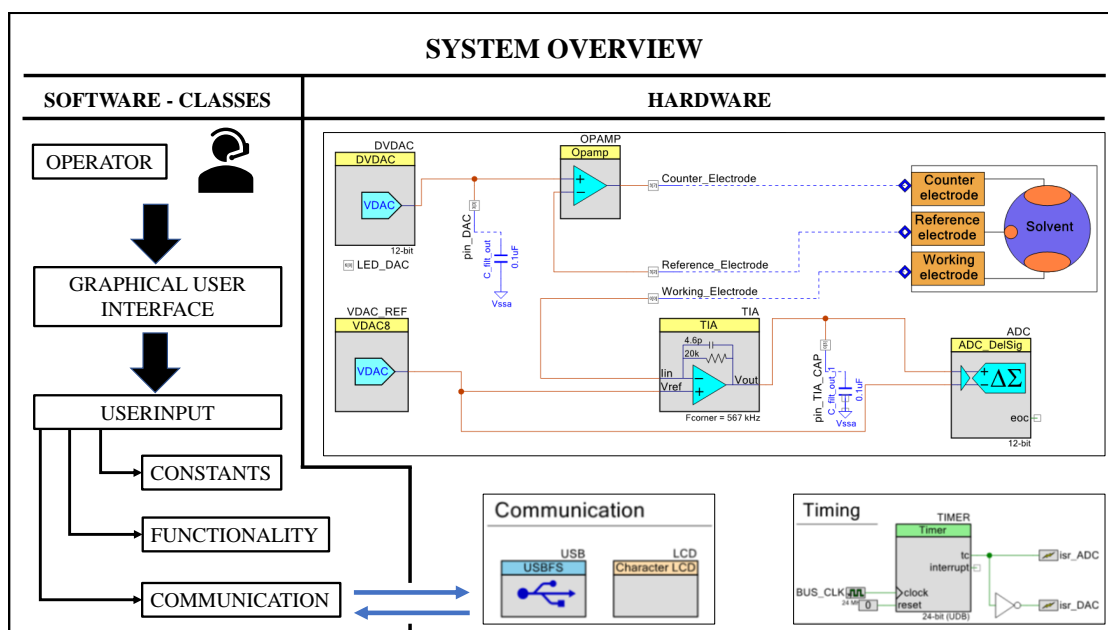 SYSTEM OVERVIEW
SOFTWARE - CLASSES
HARDWARE
OPERATOR
GRAPHICAL USER
INTERFACE
USERINPUT
CONSTANTS
FUNCTIONALITY
COMMUNICATION
DVDAC
DVDAC
VDAC
12-bit
LED_DAC
pin_DAC
C_filt_out
0.1uF
Vssa
OPAMP
Opamp
Counter_Electrode
Reference_Electrode
Working_Electrode
Counter
electrode
Reference
electrode
Working
electrode
Solvent
VDAC_REF
VDAC8
VDAC
TIA
TIA
4.6p
20k
Iin
Vref
Vout
Fcorner = 567 kHz
pin_TIA_CAP
C_filt_out_1
0.1uF
Vssa
ADC
ADC_DelSig
ΔΣ
eoc
12-bit
Communication
USB
USBFS
LCD
Character LCD
Timing
TIMER
Timer
tc
interrupt
BUS_CLK
clock
0
reset
24-bit (UDB)
isr_ADC
isr_DAC